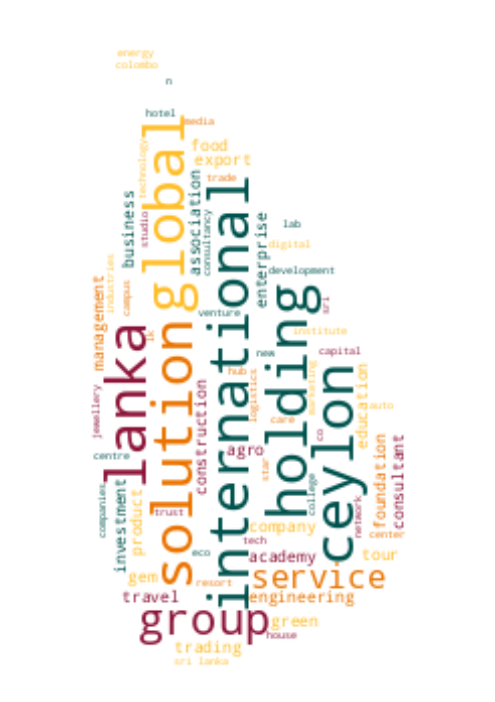 energy
colombo
n
hotel
media
global
technology
food
export
trade
association
business
studio
consultancy
international
enterprise
lab
digital
development
holding
sri
industries
campus
management
venture
lanka
solution
lk
institute
new
capital
ceylon
hub
logistics
marketing
education
auto
jewellery
construction
care
co
agro
foundation
consultant
centre
star
college
network
companies
investment
product
trust
company
center
tech
eco
academy
tour
gem
resort
service
travel
engineering
group
green
house
trading
sri lanka